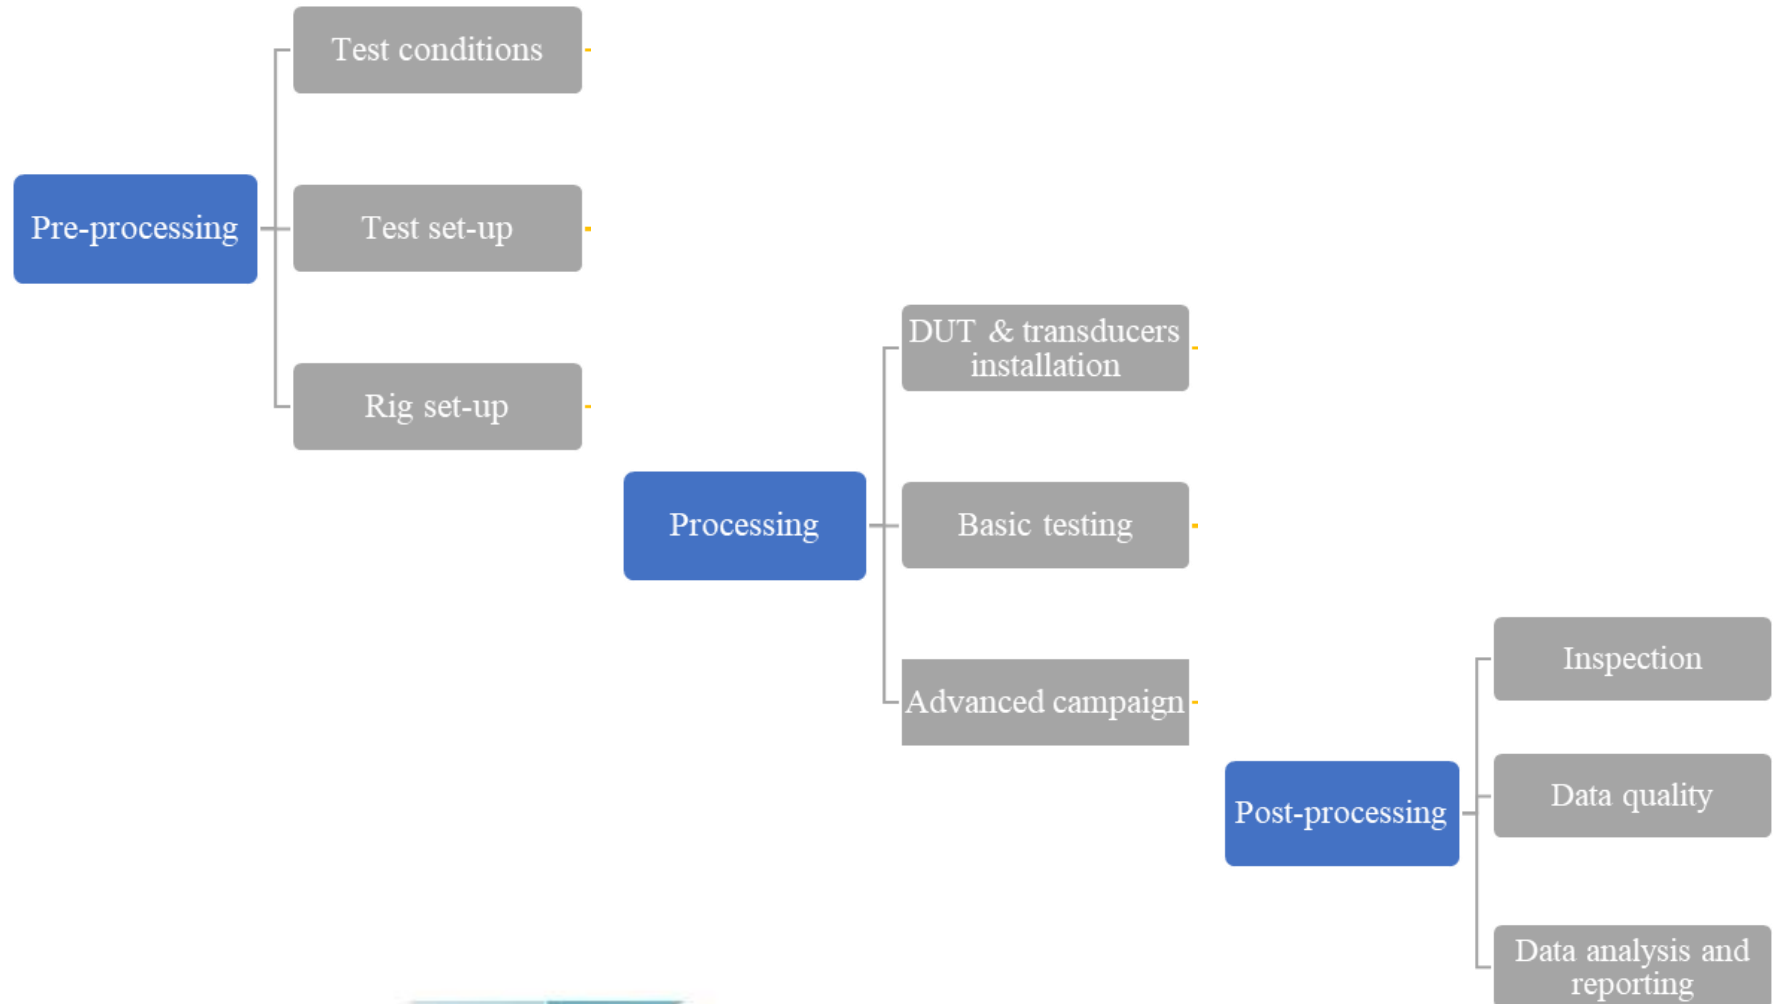 Test conditions
Pre-processing
Test set-up
Rig set-up
DUT & transducers
installation
Processing
Basic testing
Advanced campaign
Inspection
Post-processing
Data quality
Data analysis and
reporting